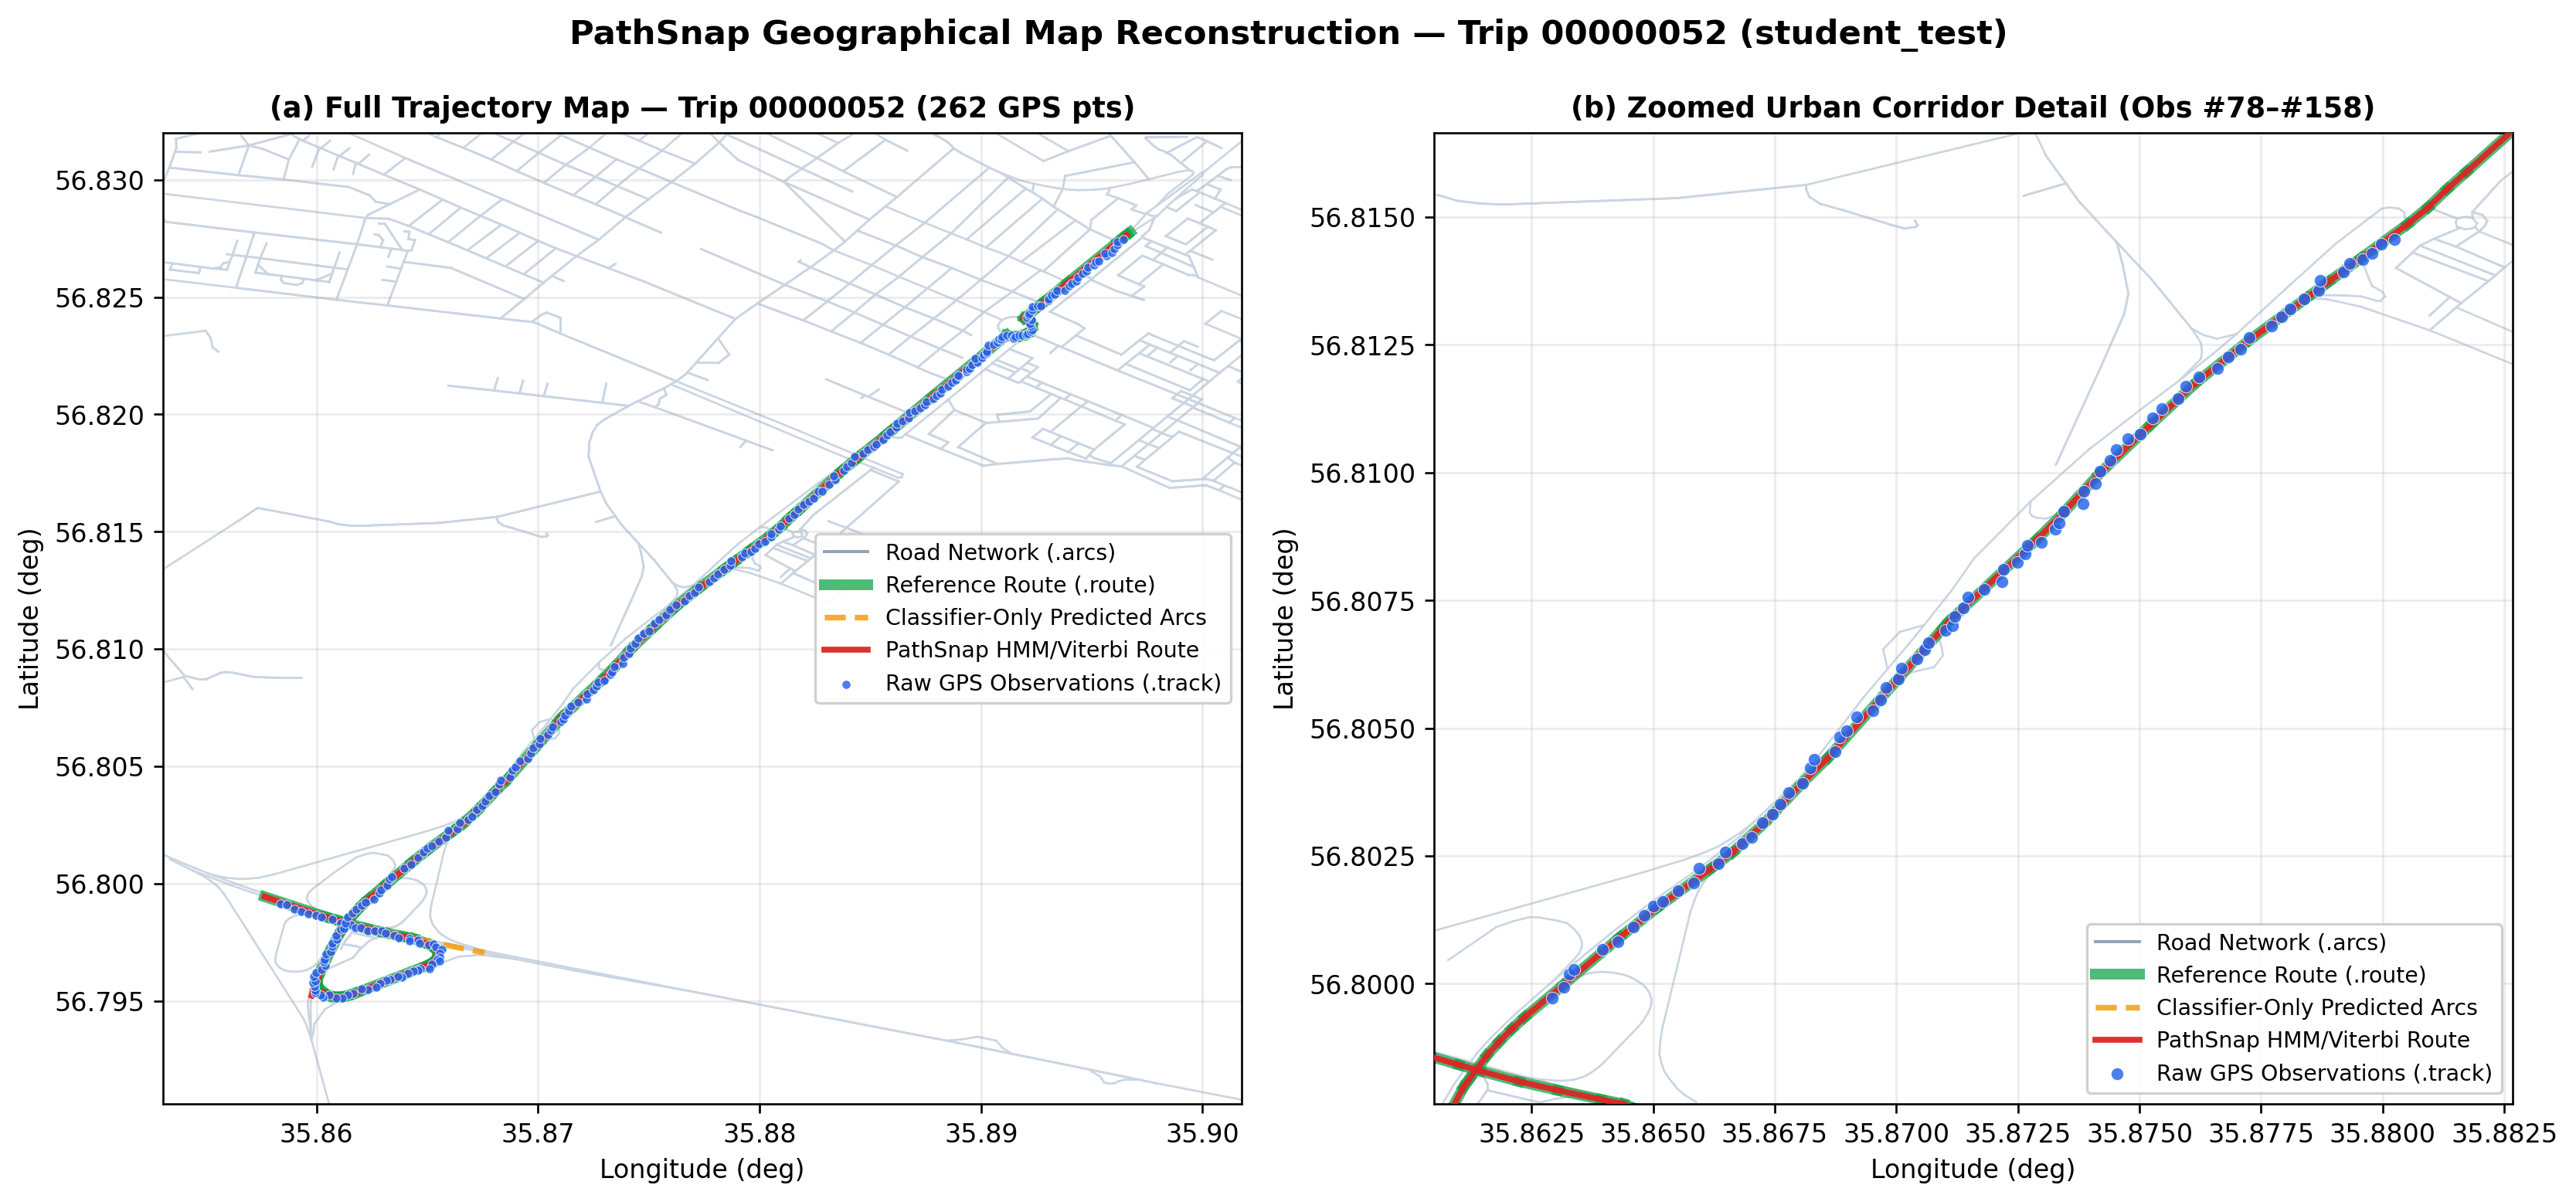 PathSnap Geographical Map Reconstruction — Trip 00000052 (student_test)
(a) Full Trajectory Map — Trip 00000052 (262 GPS pts)
56.830
56.825
56.820
56.815
56.810
56.805
56.800
56.795
Latitude (deg)
35.86
35.87
35.88
35.89
35.90
Longitude (deg)
Road Network (.arcs)
Reference Route (.route)
Classifier-Only Predicted Arcs
PathSnap HMM/Viterbi Route
Raw GPS Observations (.track)
(b) Zoomed Urban Corridor Detail (Obs #78–#158)
56.8150
56.8125
56.8100
56.8075
56.8050
56.8025
56.8000
Latitude (deg)
35.8625
35.8650
35.8675
35.8700
35.8725
35.8750
35.8775
35.8800
35.8825
Longitude (deg)
Road Network (.arcs)
Reference Route (.route)
Classifier-Only Predicted Arcs
PathSnap HMM/Viterbi Route
Raw GPS Observations (.track)